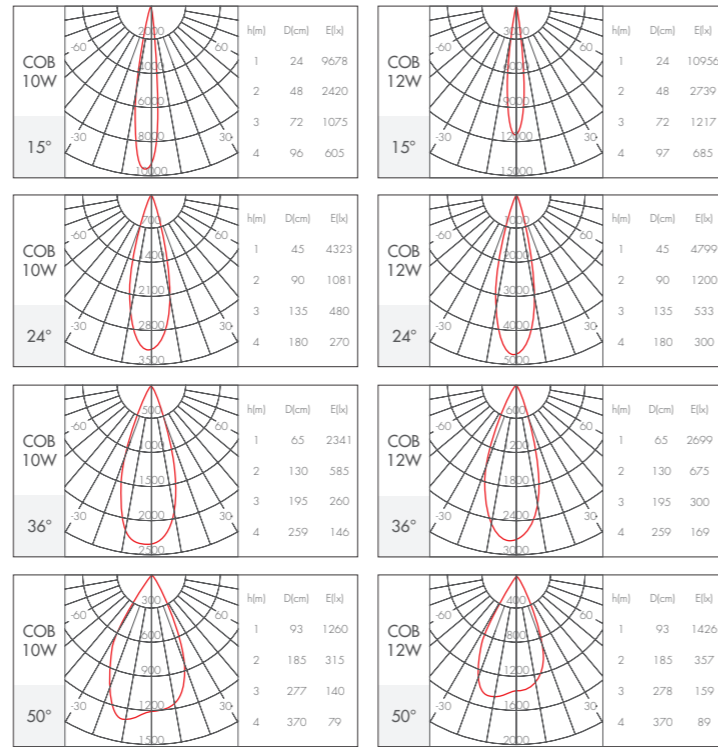 COB
10W
15°
-60
60
-30
30
2000
4000
6000
8000
10000
h(m) D(cm) E(lx)
1 24 9678
2 48 2420
3 72 1075
4 96 605
COB
12W
15°
-60
60
-30
30
3000
6000
9000
12000
15000
h(m) D(cm) E(lx)
1 24 10956
2 48 2739
3 72 1217
4 97 685
COB
10W
24°
-60
60
-30
30
700
1400
2100
2800
3500
h(m) D(cm) E(lx)
1 45 4323
2 90 1081
3 135 480
4 180 270
COB
12W
24°
-60
60
-30
30
1000
2000
3000
4000
5000
h(m) D(cm) E(lx)
1 45 4799
2 90 1200
3 135 533
4 180 300
COB
10W
36°
-60
60
-30
30
500
1000
1500
2000
2500
h(m) D(cm) E(lx)
1 65 2341
2 130 585
3 195 260
4 259 146
COB
12W
36°
-60
60
-30
30
600
1200
1800
2400
3000
h(m) D(cm) E(lx)
1 65 2699
2 130 675
3 195 300
4 259 169
COB
10W
50°
-60
60
-30
30
300
600
900
1200
1500
h(m) D(cm) E(lx)
1 93 1260
2 185 315
3 277 140
4 370 79
COB
12W
50°
-60
60
-30
30
400
800
1200
1600
2000
h(m) D(cm) E(lx)
1 93 1426
2 185 357
3 278 159
4 370 89